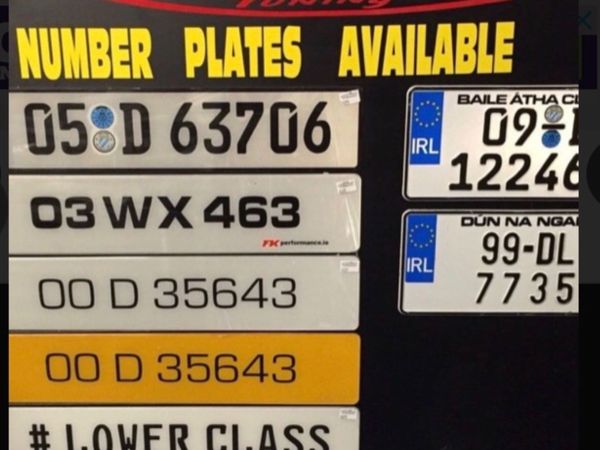 NUMBER PLATES AVAILABLE
05 D 63706
03 WX 463
FK performance.ie
00 D 35643
00 D 35643
# LOWER CLASS
BAILE ÁTHA
IRL
09-
12246
DÚN NA
IRL
99-DL
7735